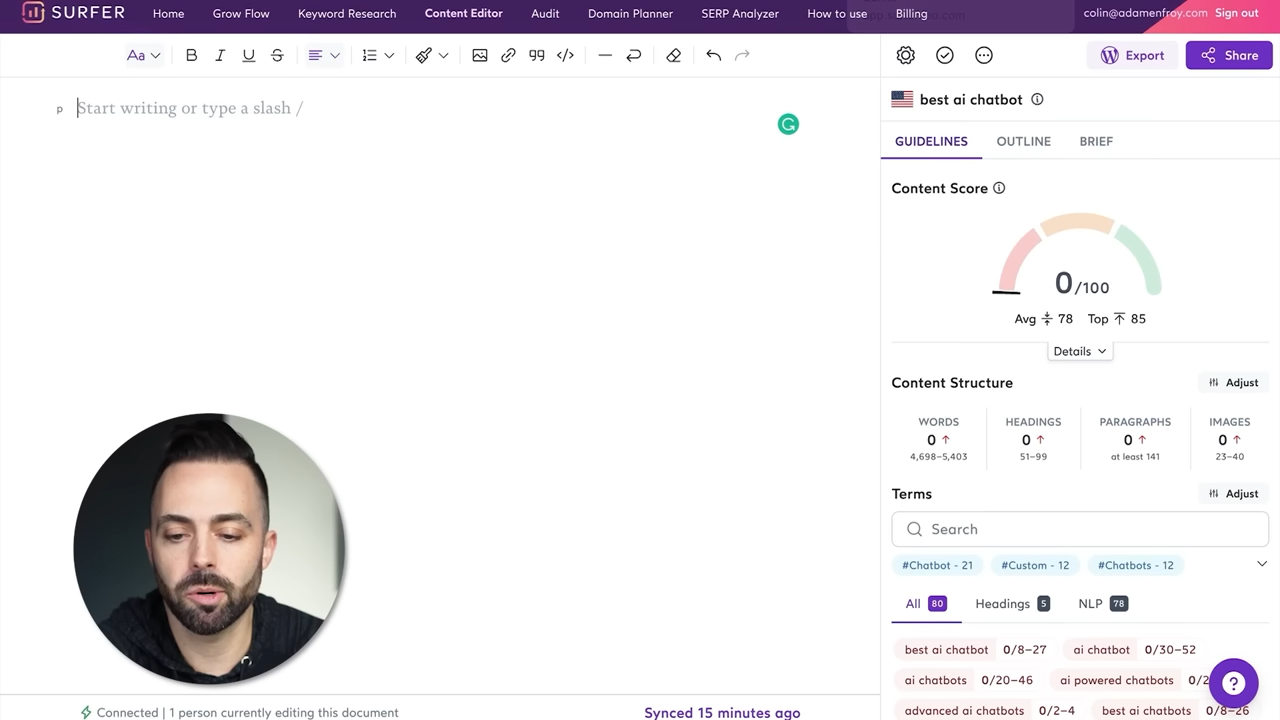 SURFER Home Grow Flow Keyword Research Content Editor Audit Domain Planner SERP Analyzer How to use Billing colin@adamenfroy.com Sign out
Aa B I U S
Export Share
p Start writing or type a slash /
best ai chatbot
GUIDELINES OUTLINE BRIEF
Content Score
0/100
Avg 78 Top 85
Details
Content Structure Adjust
WORDS HEADINGS PARAGRAPHS IMAGES
0 ↑ 0 ↑ 0 ↑ 0 ↑
4,698–5,403 51–99 at least 141 23–40
Terms Adjust
Search
#Chatbot - 21 #Custom - 12 #Chatbots - 12
All 80 Headings 5 NLP 78
best ai chatbot 0/8–27 ai chatbot 0/30–52
ai chatbots 0/20–46 ai powered chatbots 0/2
advanced ai chatbots 0/2–4 best ai chatbots 0/8–26
?
Connected | 1 person currently editing this document Synced 15 minutes ago